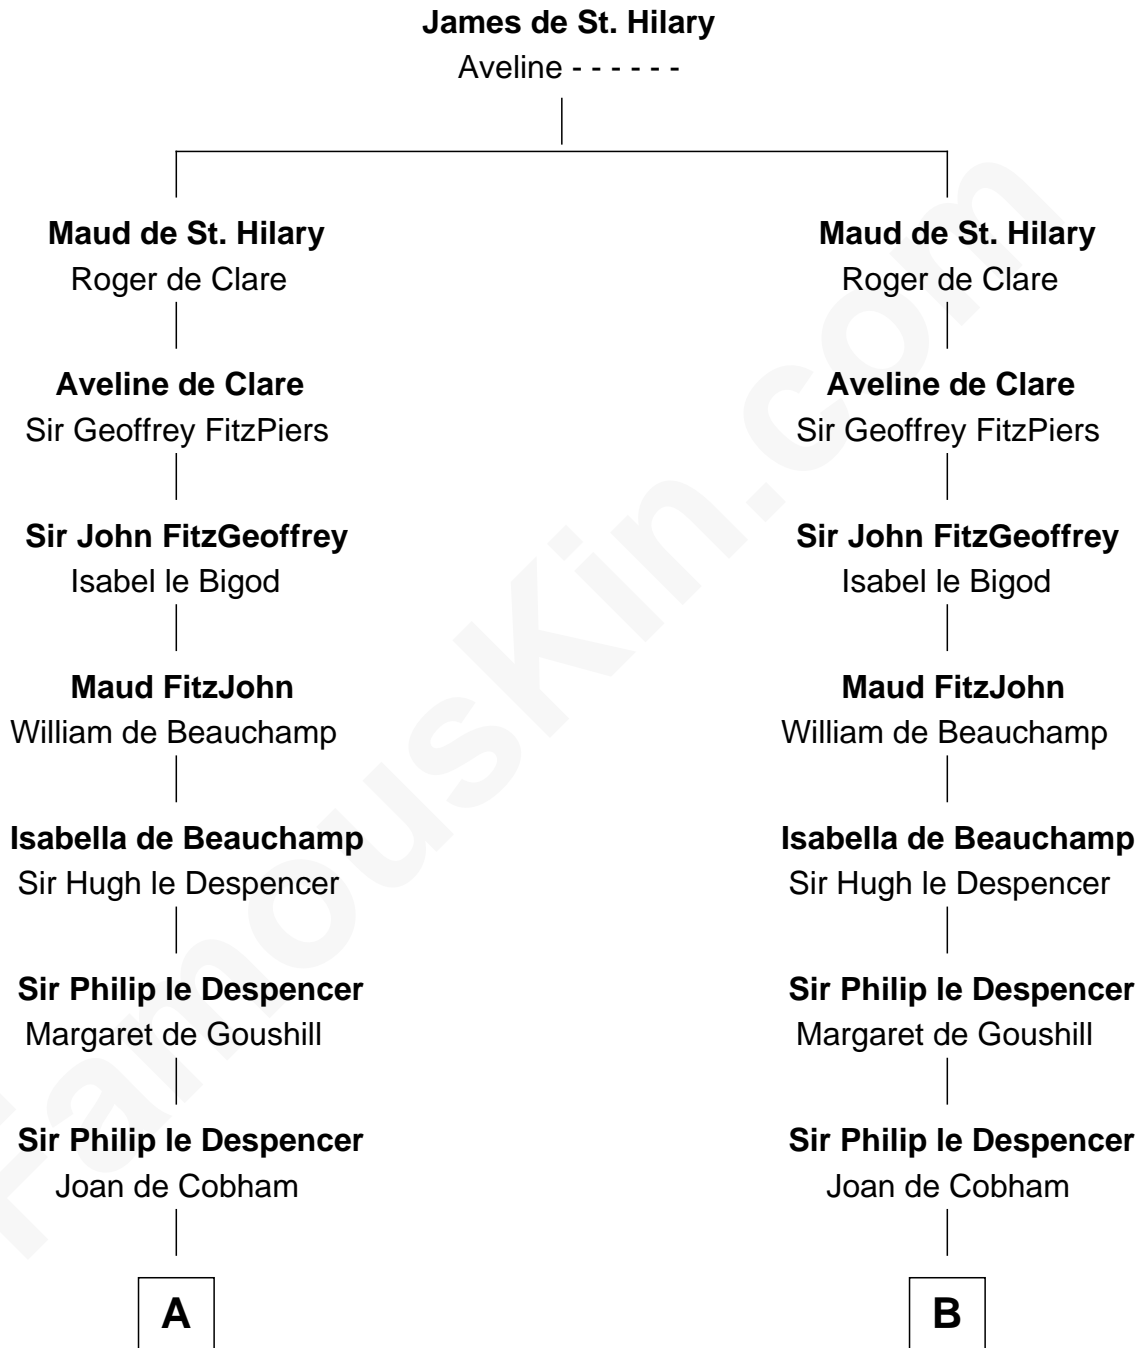 James de St. Hilary
Aveline - - - - - -
Maud de St. Hilary
Roger de Clare
Aveline de Clare
Sir Geoffrey FitzPiers
Sir John FitzGeoffrey
Isabel le Bigod
Maud FitzJohn
William de Beauchamp
Isabella de Beauchamp
Sir Hugh le Despencer
Sir Philip le Despencer
Margaret de Goushill
Sir Philip le Despencer
Joan de Cobham
A
Maud de St. Hilary
Roger de Clare
Aveline de Clare
Sir Geoffrey FitzPiers
Sir John FitzGeoffrey
Isabel le Bigod
Maud FitzJohn
William de Beauchamp
Isabella de Beauchamp
Sir Hugh le Despencer
Sir Philip le Despencer
Margaret de Goushill
Sir Philip le Despencer
Joan de Cobham
B
FamousKin.com